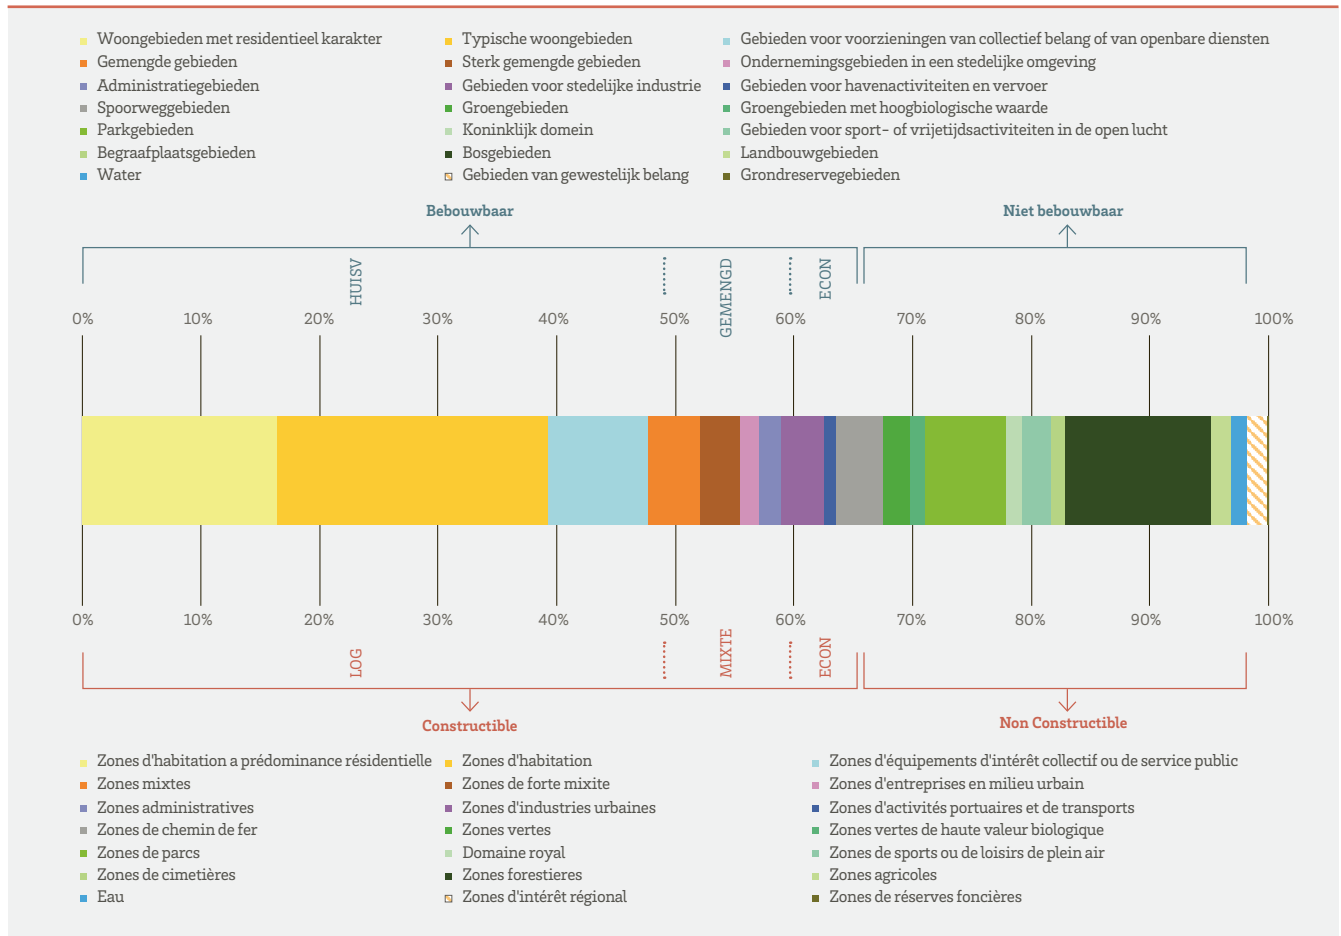 Woongebieden met residentieel karakter
Typische woongebieden
Gebieden voor voorzieningen van collectief belang of van openbare diensten
Gemengde gebieden
Sterk gemengde gebieden
Ondernemingsgebieden in een stedelijke omgeving
Administratiegebieden
Gebieden voor stedelijke industrie
Gebieden voor havenactiviteiten en vervoer
Spoorweggebieden
Groengebieden
Groengebieden met hoogbiologische waarde
Parkgebieden
Koninklijk domein
Gebieden voor sport- of vrijetijdsactiviteiten in de open lucht
Begraafplaatsgebieden
Bosgebieden
Landbouwgebieden
Water
Gebieden van gewestelijk belang
Grondreservegebieden
Bebouwbaar
Niet bebouwbaar
HUISV
GEMENGD
ECON
0% 10% 20% 30% 40% 50% 60% 70% 80% 90% 100%
0% 10% 20% 30% 40% 50% 60% 70% 80% 90% 100%
LOG
MIXTE
ECON
Constructible
Non Constructible
Zones d'habitation a prédominance résidentielle
Zones d'habitation
Zones d'équipements d'intérêt collectif ou de service public
Zones mixtes
Zones de forte mixite
Zones d'entreprises en milieu urbain
Zones administratives
Zones d'industries urbaines
Zones d'activités portuaires et de transports
Zones de chemin de fer
Zones vertes
Zones vertes de haute valeur biologique
Zones de parcs
Domaine royal
Zones de sports ou de loisirs de plein air
Zones de cimetières
Zones forestieres
Zones agricoles
Eau
Zones d'intérêt régional
Zones de réserves foncières